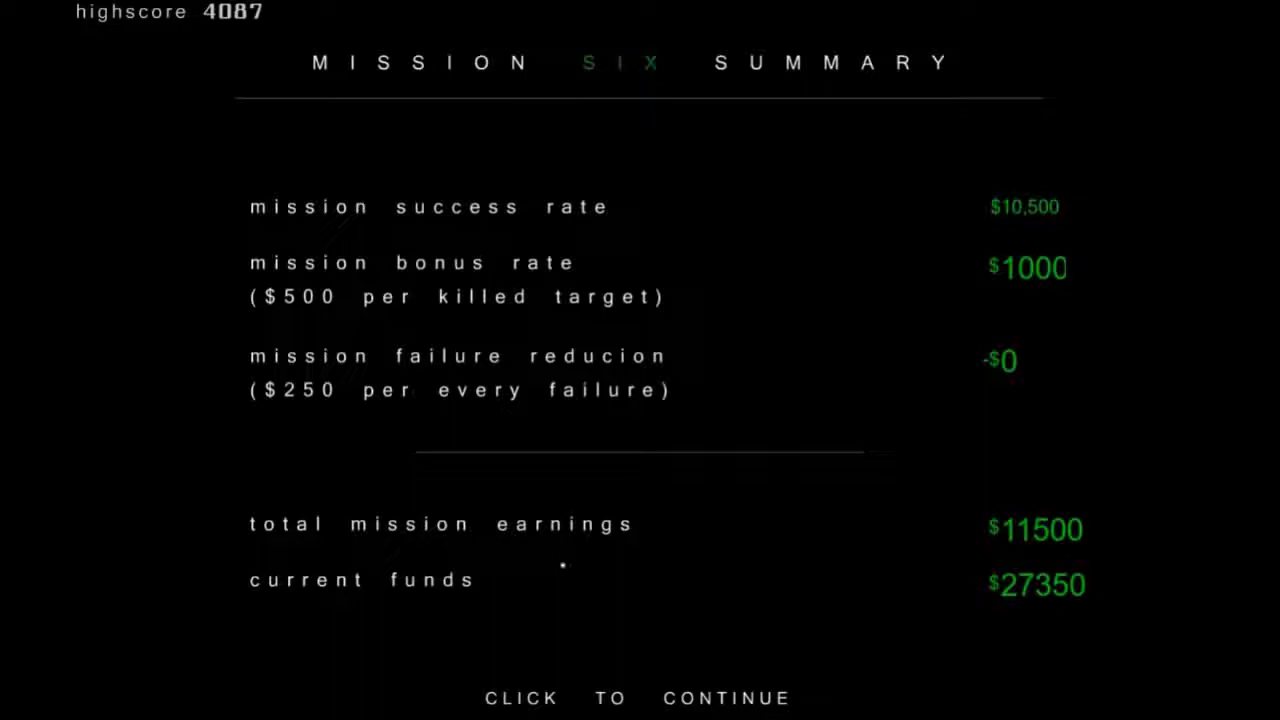 highscore 4087
MISSION SIX SUMMARY
mission success rate $10,500
mission bonus rate $1000
($500 per killed target)
mission failure reducion -$0
($250 per every failure)
total mission earnings $11500
current funds $27350
CLICK TO CONTINUE